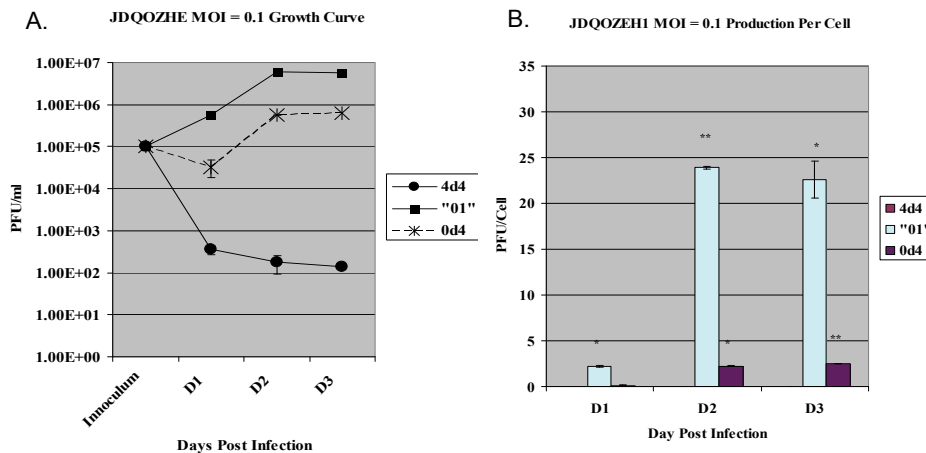 A.
JDQOZHE MOI = 0.1 Growth Curve
1.00E+07
1.00E+06
1.00E+05
1.00E+04
1.00E+03
1.00E+02
1.00E+01
1.00E+00
PFU/ml
Innoculum
D1
D2
D3
Days Post Infection
4d4
"01"
0d4
B.
JDQOZEH1 MOI = 0.1 Production Per Cell
35
30
25
20
15
10
5
0
PFU/Cell
*
**
*
*
**
D1
D2
D3
Day Post Infection
4d4
"01"
0d4